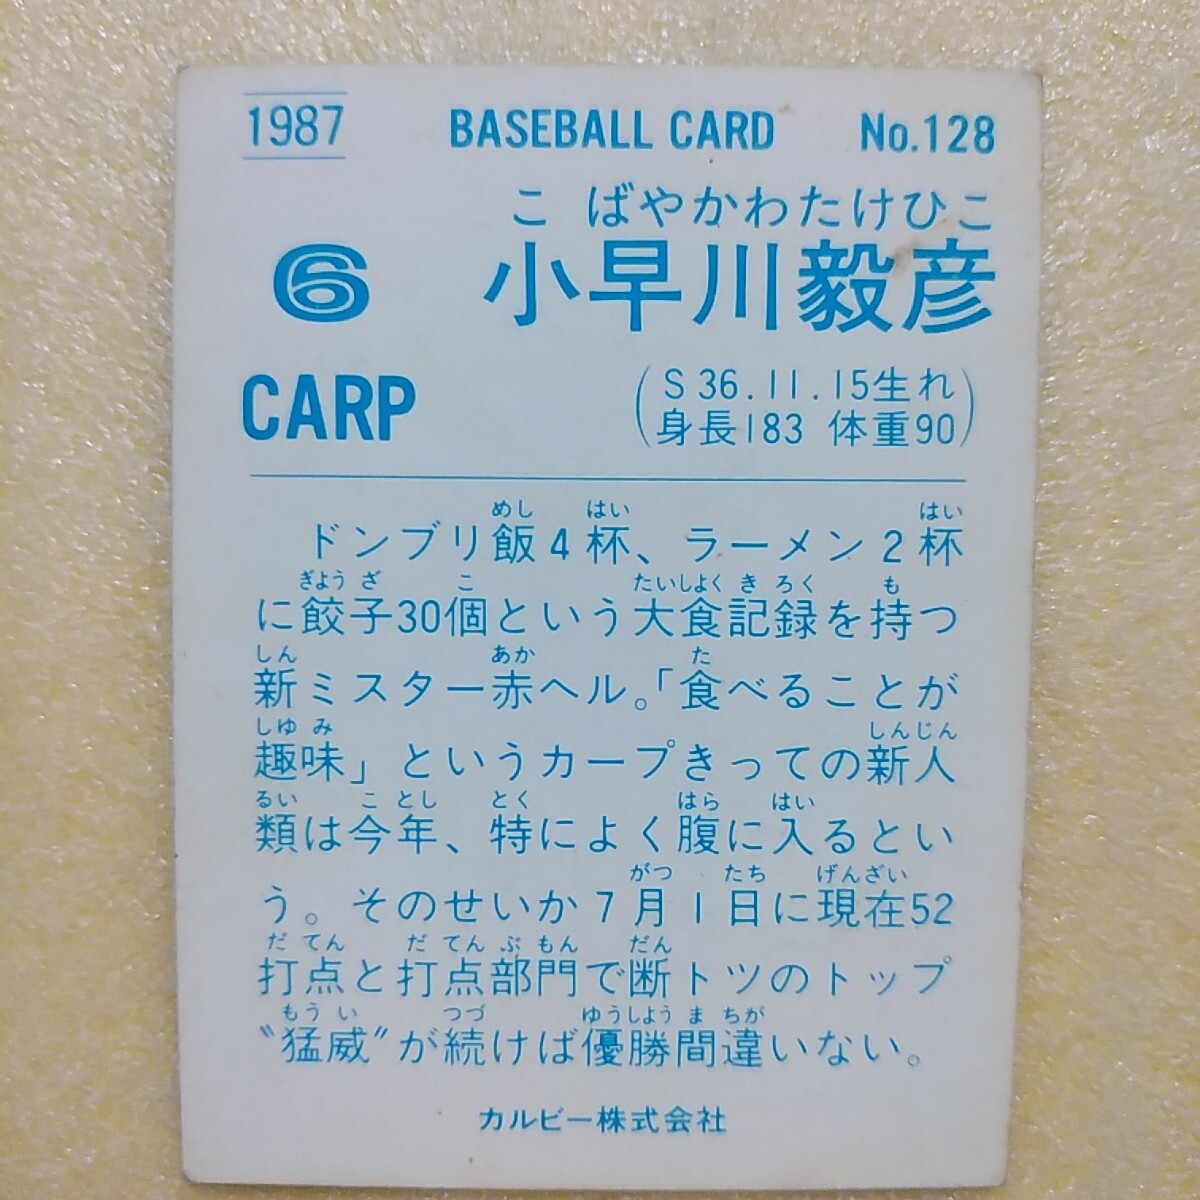 1987 BASEBALL CARD No.128
こ ばやかわたけひこ
6 小早川毅彦
CARP
(S36.11.15生れ
身長183 体重90)
めし はい はい
ドンブリ飯4杯、ラーメン2杯
ぎようざ こ たいしよくきろく も
に餃子30個という大食記録を持つ
しん あか た
新ミスター赤ヘル。「食べることが
しゆみ しんじん
趣味」というカープきっての新人
るい ことし とく はら はい
類は今年、特によく腹に入るとい
がつ たち げんざい
う。そのせいか7月1日に現在52
だてん だてんぶもん だん
打点と打点部門で断トツのトップ
もうい つづ ゆうしようまちが
"猛威"が続けば優勝間違いない。
カルビー株式会社